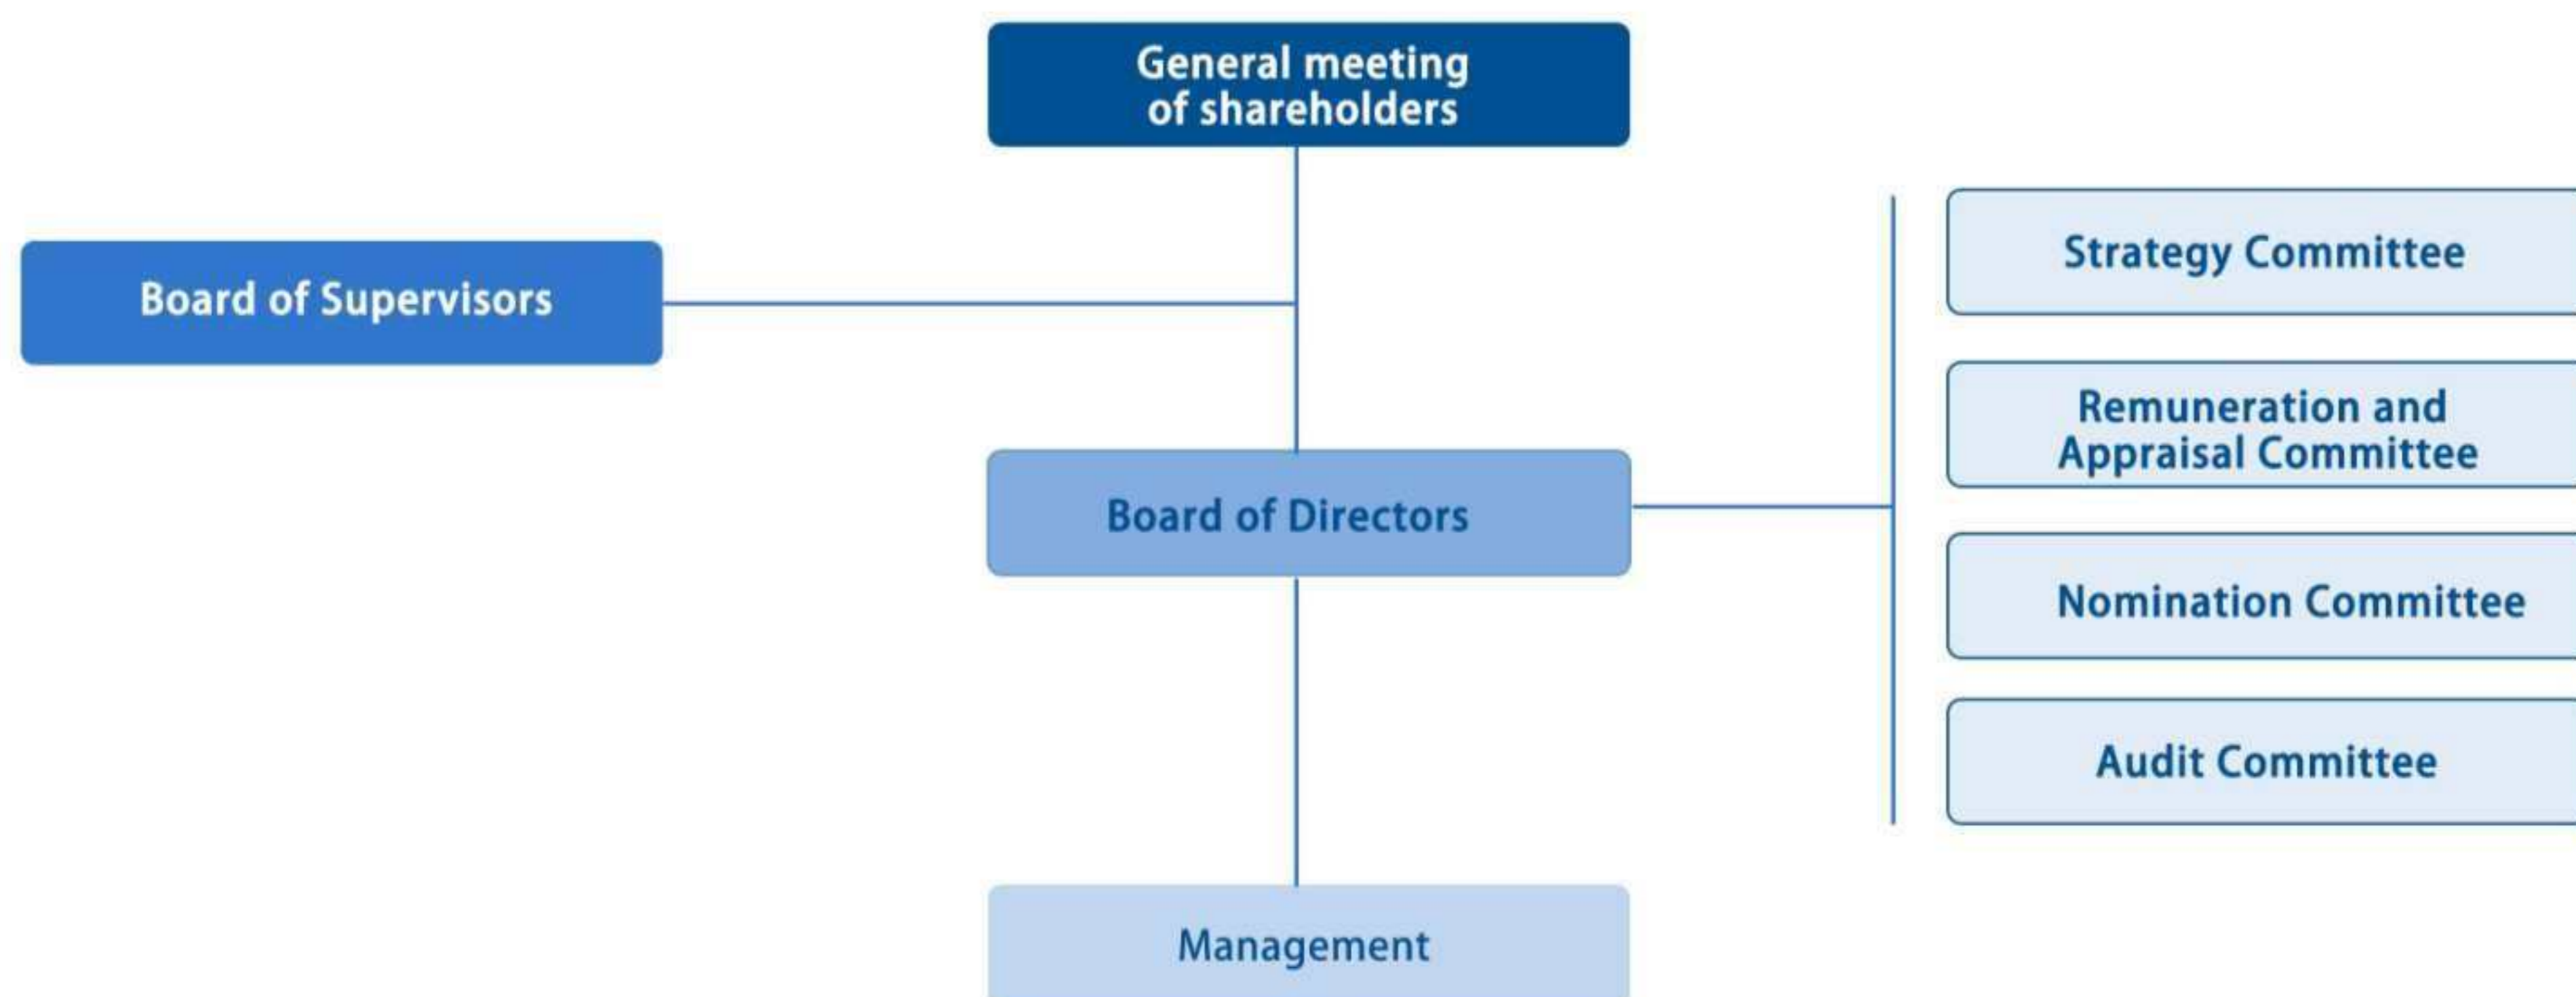 General meeting
of shareholders
Board of Supervisors
Strategy Committee
Remuneration and
Appraisal Committee
Board of Directors
Nomination Committee
Audit Committee
Management